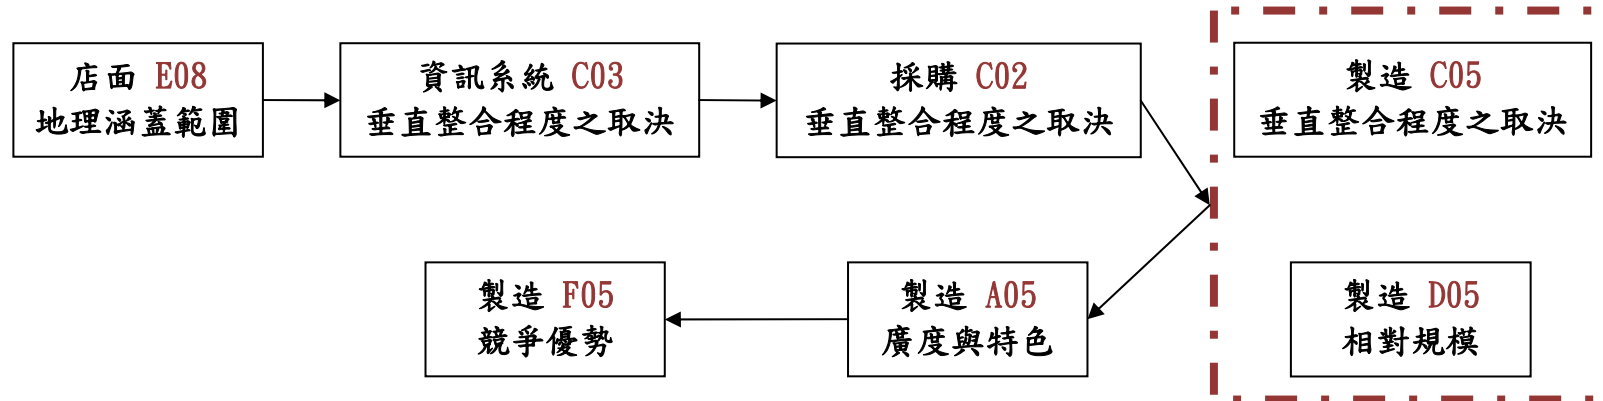 店面 E08
地理涵蓋範圍
資訊系統 C03
垂直整合程度之取決
採購 C02
垂直整合程度之取決
製造 C05
垂直整合程度之取決
製造 F05
競爭優勢
製造 A05
廣度與特色
製造 D05
相對規模